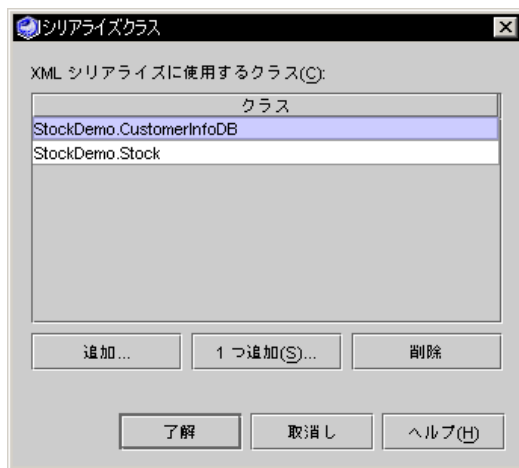 シリアライズクラス
XML シリアライズに使用するクラス(C):
クラス
StockDemo.CustomerInfoDB
StockDemo.Stock
追加...
1 つ追加(S)...
削除
了解
取消し
ヘルプ(H)